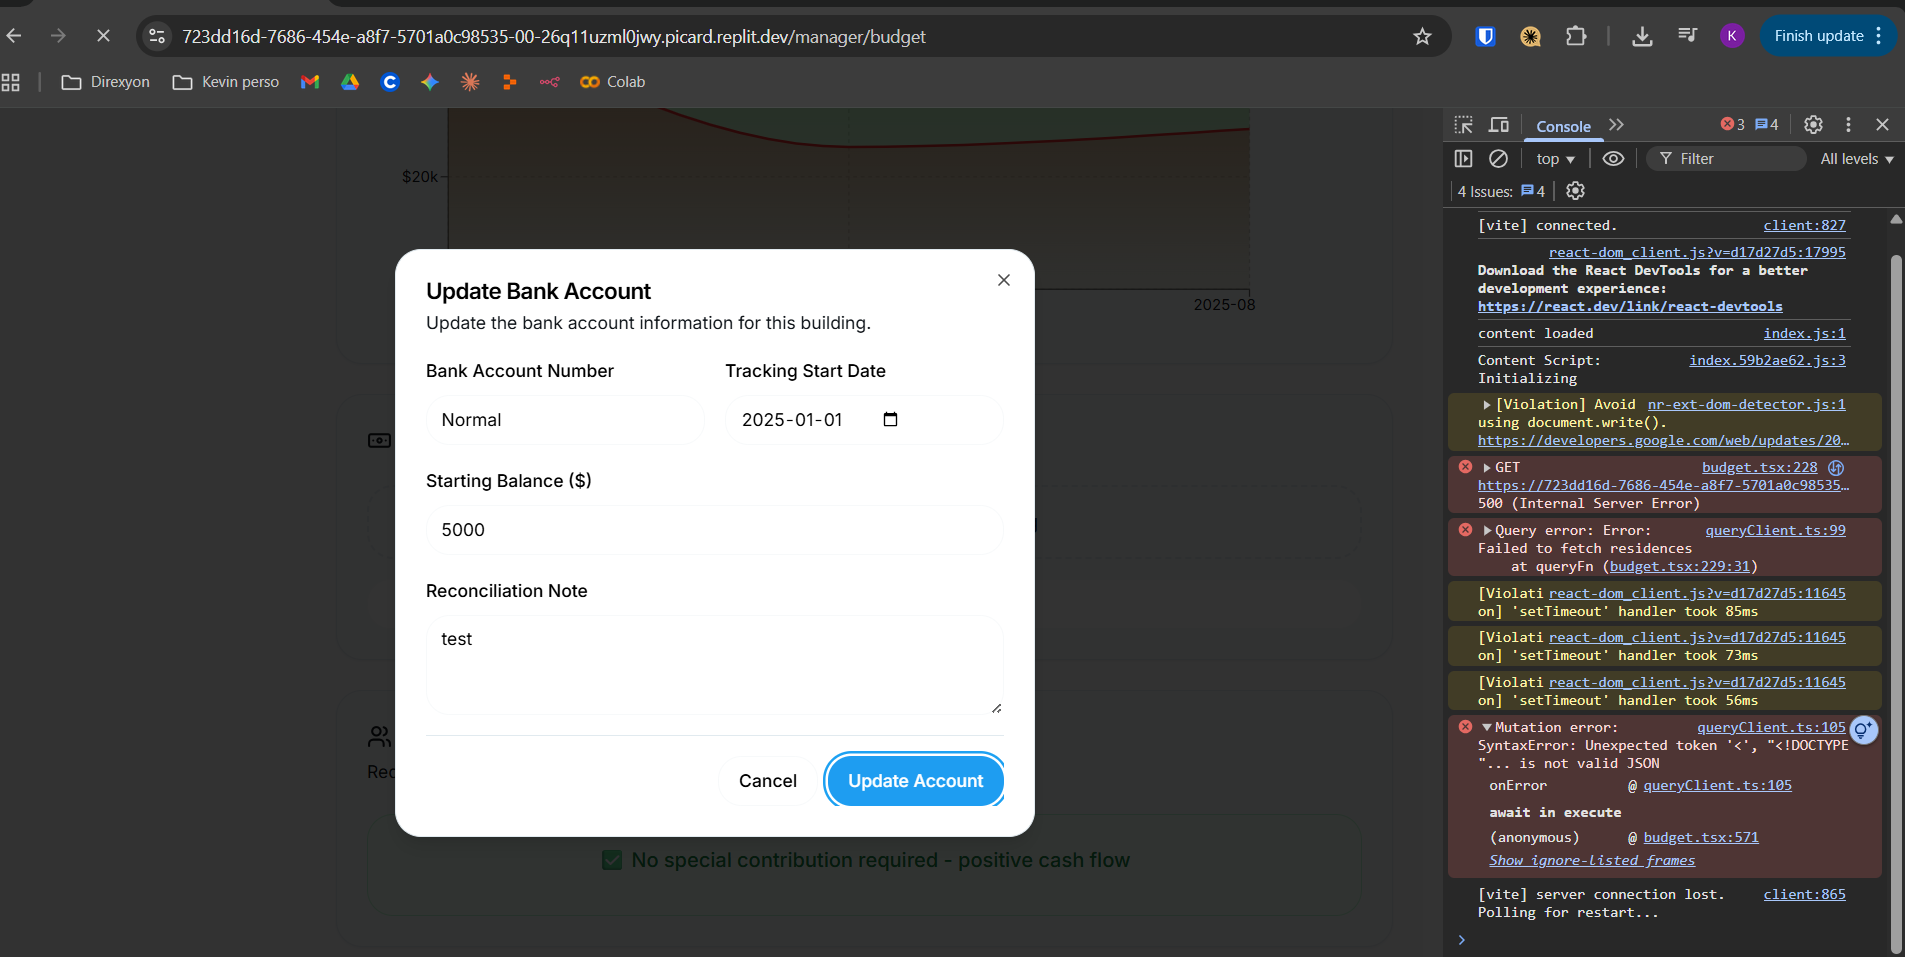 723dd16d-7686-454e-a8f7-5701a0c98535-00-26q11uzml0jwy.picard.replit.dev/manager/budget
K
Finish update
Direxyon
Kevin perso
Colab
$20k
2025-08
Update Bank Account
Update the bank account information for this building.
Bank Account Number
Tracking Start Date
Normal
2025-01-01
Starting Balance ($)
5000
Reconciliation Note
test
Rec
Cancel
Update Account
No special contribution required - positive cash flow
Console
3
4
top
Filter
All levels
4 Issues:
4
[vite] connected. client:827
react-dom_client.js?v=d17d27d5:17995
Download the React DevTools for a better
development experience:
https://react.dev/link/react-devtools
content loaded index.js:1
Content Script: index.59b2ae62.js:3
Initializing
[Violation] Avoid nr-ext-dom-detector.js:1
using document.write().
https://developers.google.com/web/updates/20…
GET budget.tsx:228
https://723dd16d-7686-454e-a8f7-5701a0c98535…
500 (Internal Server Error)
Query error: Error: queryClient.ts:99
Failed to fetch residences
at queryFn (budget.tsx:229:31)
[Violati react-dom_client.js?v=d17d27d5:11645
on] 'setTimeout' handler took 85ms
[Violati react-dom_client.js?v=d17d27d5:11645
on] 'setTimeout' handler took 73ms
[Violati react-dom_client.js?v=d17d27d5:11645
on] 'setTimeout' handler took 56ms
Mutation error: queryClient.ts:105
SyntaxError: Unexpected token '<', "<!DOCTYPE
"... is not valid JSON
onError @ queryClient.ts:105
await in execute
(anonymous) @ budget.tsx:571
Show ignore-listed frames
[vite] server connection lost. client:865
Polling for restart...